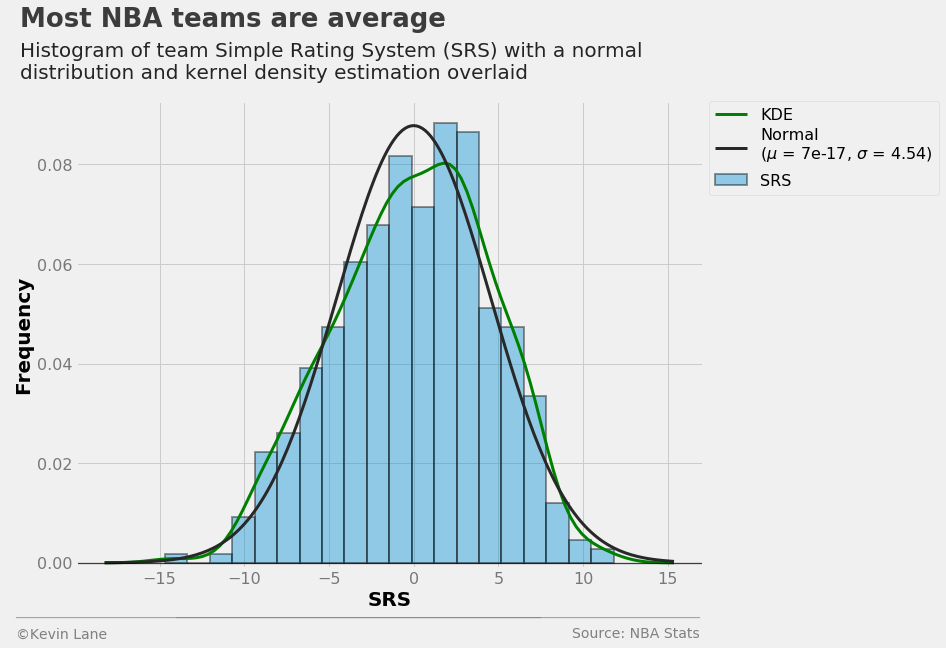 Most NBA teams are average
Histogram of team Simple Rating System (SRS) with a normal
distribution and kernel density estimation overlaid
KDE
Normal
(μ = 7e-17, σ = 4.54)
SRS
Frequency
0.08
0.06
0.04
0.02
0.00
−15
−10
−5
0
5
10
15
SRS
©Kevin Lane
Source: NBA Stats